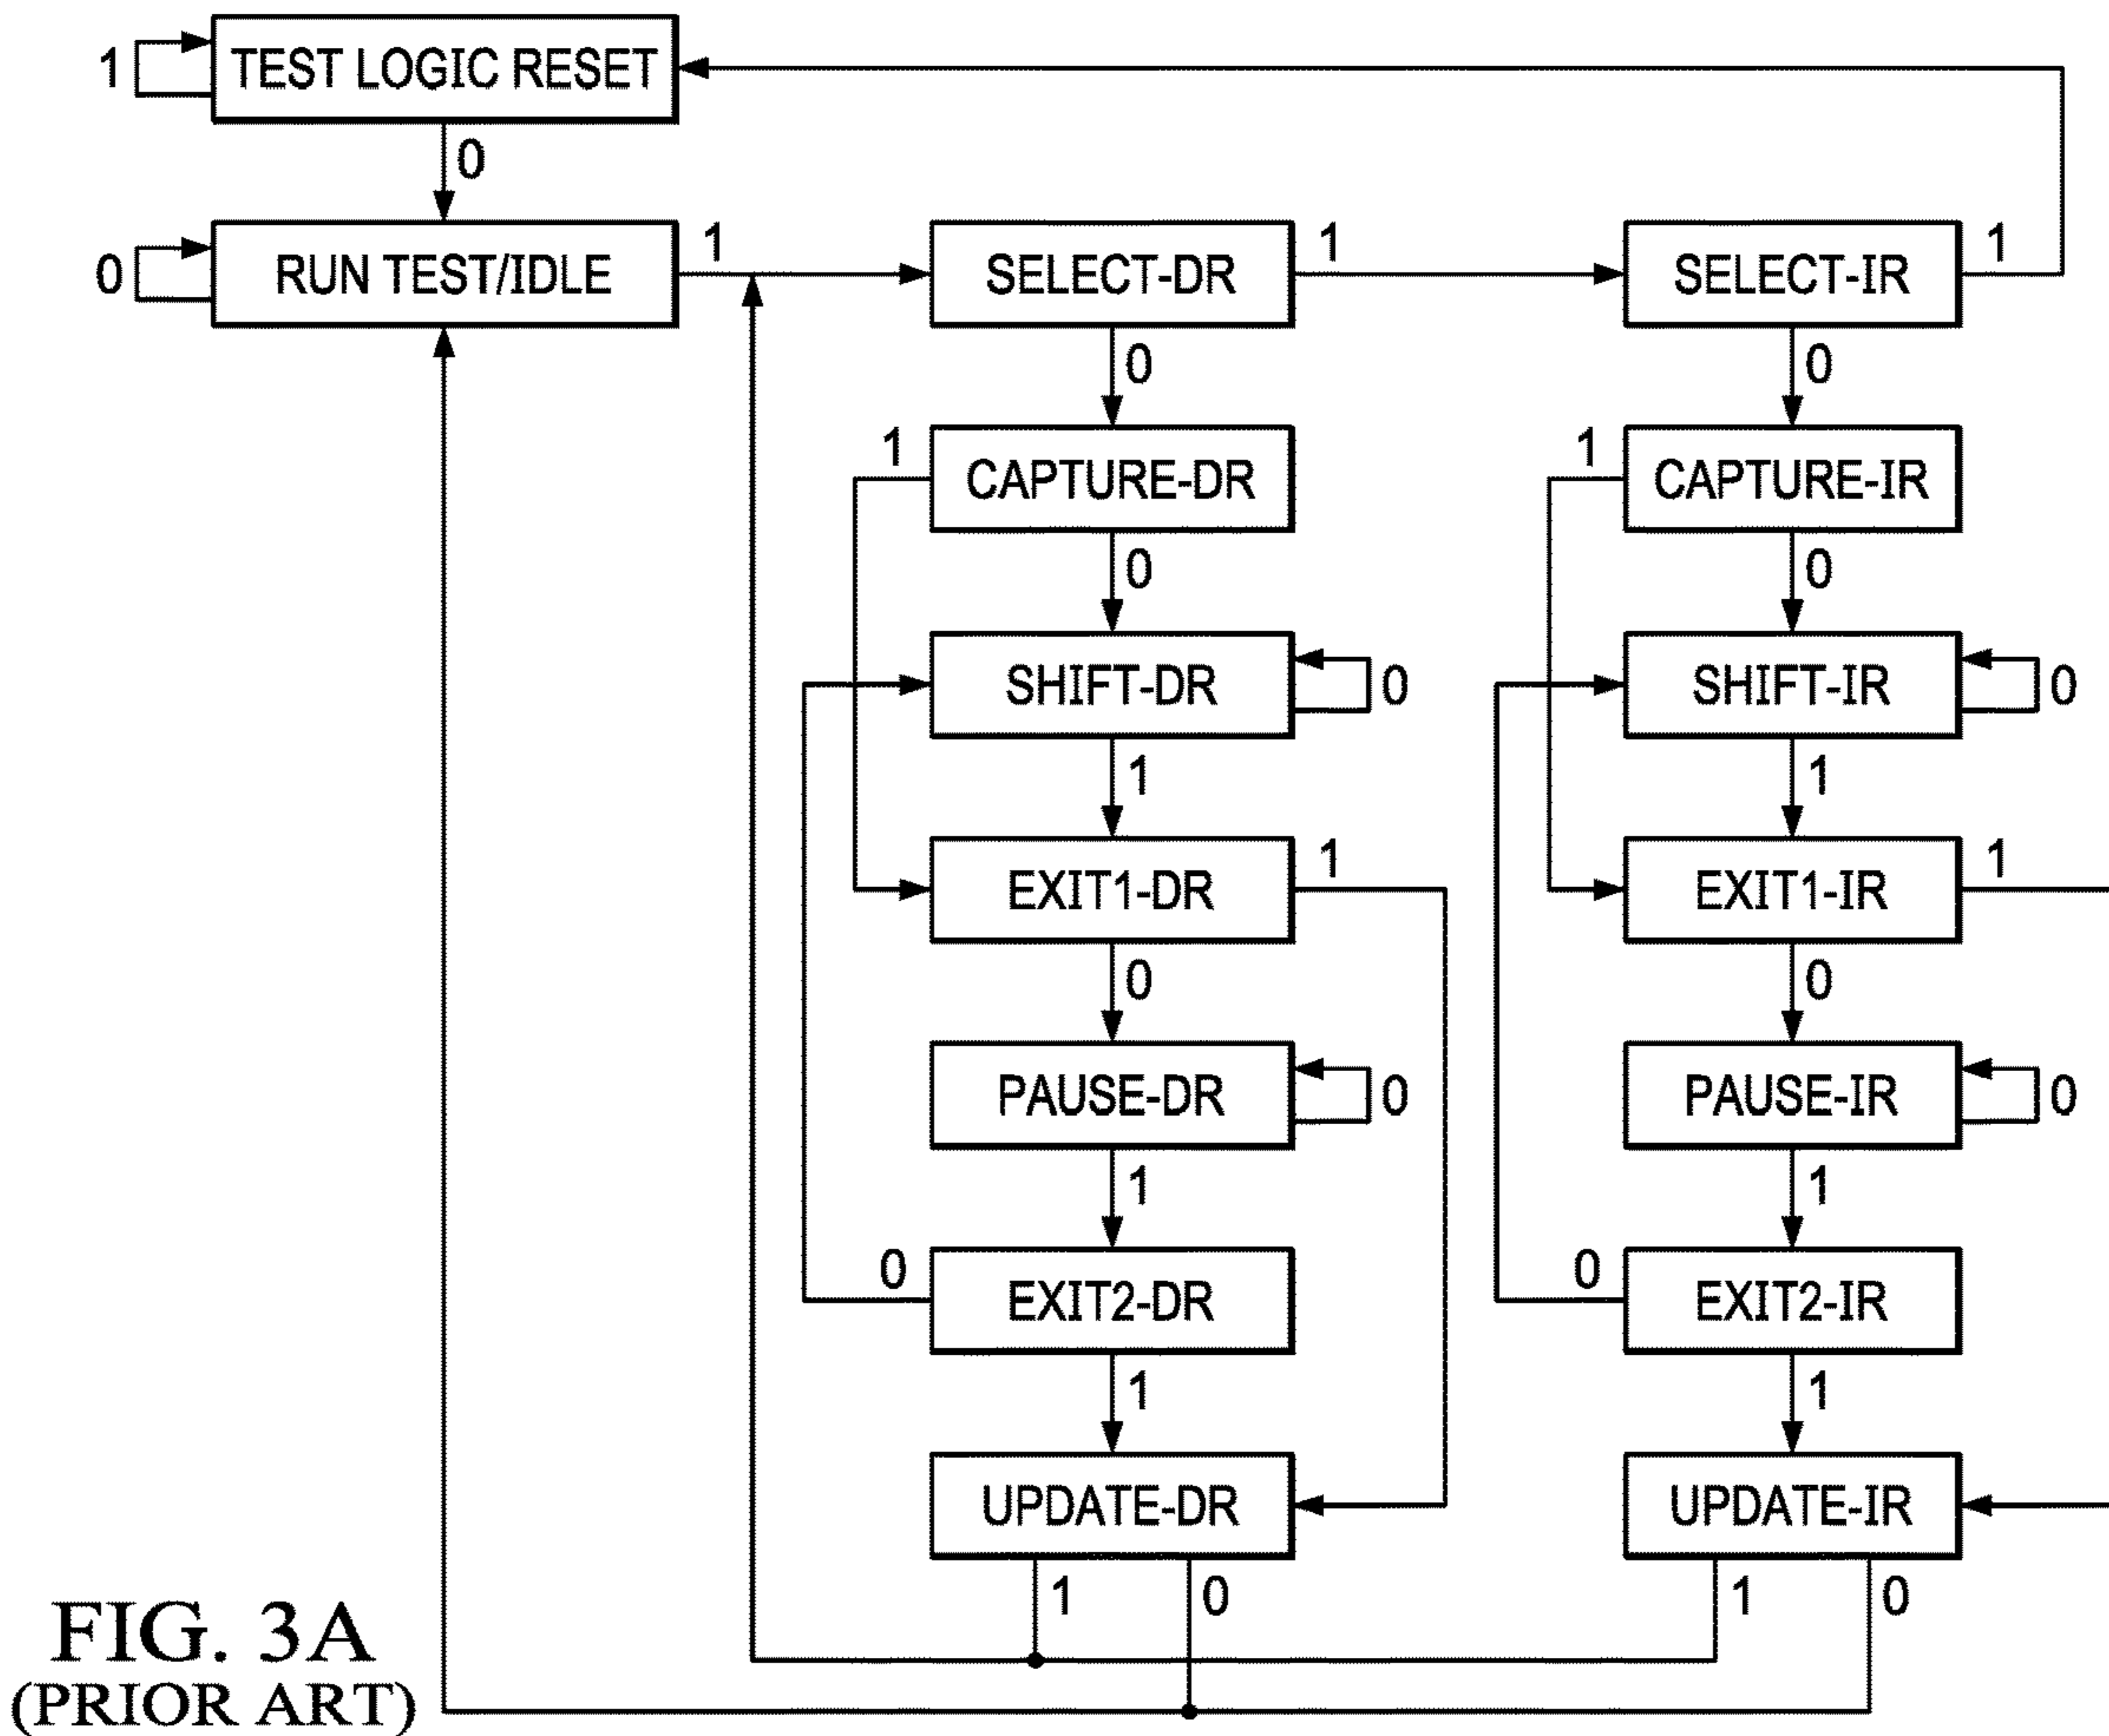 1
TEST LOGIC RESET
0
0
RUN TEST/IDLE
1
SELECT-DR
1
SELECT-IR
1
0
0
1
CAPTURE-DR
1
CAPTURE-IR
0
0
SHIFT-DR
0
SHIFT-IR
0
1
1
EXIT1-DR
1
EXIT1-IR
1
0
0
PAUSE-DR
0
PAUSE-IR
0
1
1
0
EXIT2-DR
0
EXIT2-IR
1
1
UPDATE-DR
UPDATE-IR
1
0
1
0
FIG. 3A
(PRIOR ART)